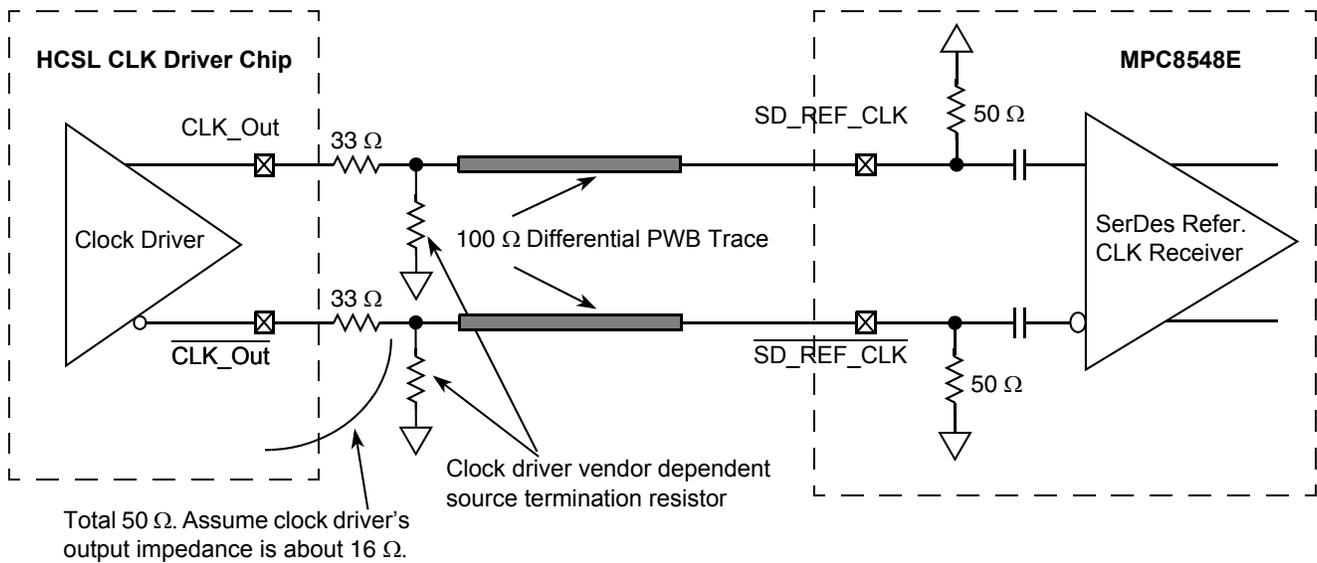 HCSL CLK Driver Chip
MPC8548E
CLK_Out
33 Ω
SD_REF_CLK
50 Ω
Clock Driver
100 Ω Differential PWB Trace
SerDes Refer.
CLK Receiver
33 Ω
CLK_Out
SD_REF_CLK
50 Ω
Clock driver vendor dependent
source termination resistor
Total 50 Ω. Assume clock driver's
output impedance is about 16 Ω.